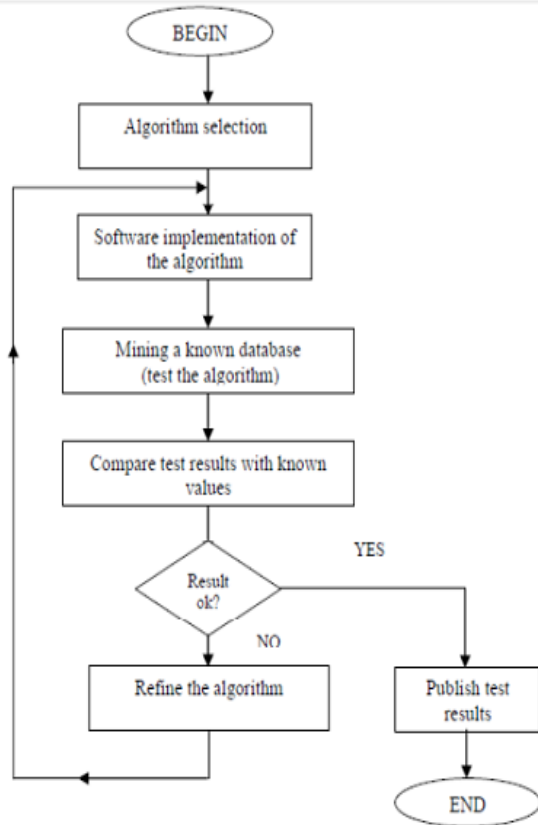 BEGIN
Algorithm selection
Software implementation of
the algorithm
Mining a known database
(test the algorithm)
Compare test results with known
values
YES
Result
ok?
NO
Refine the algorithm
Publish test
results
END